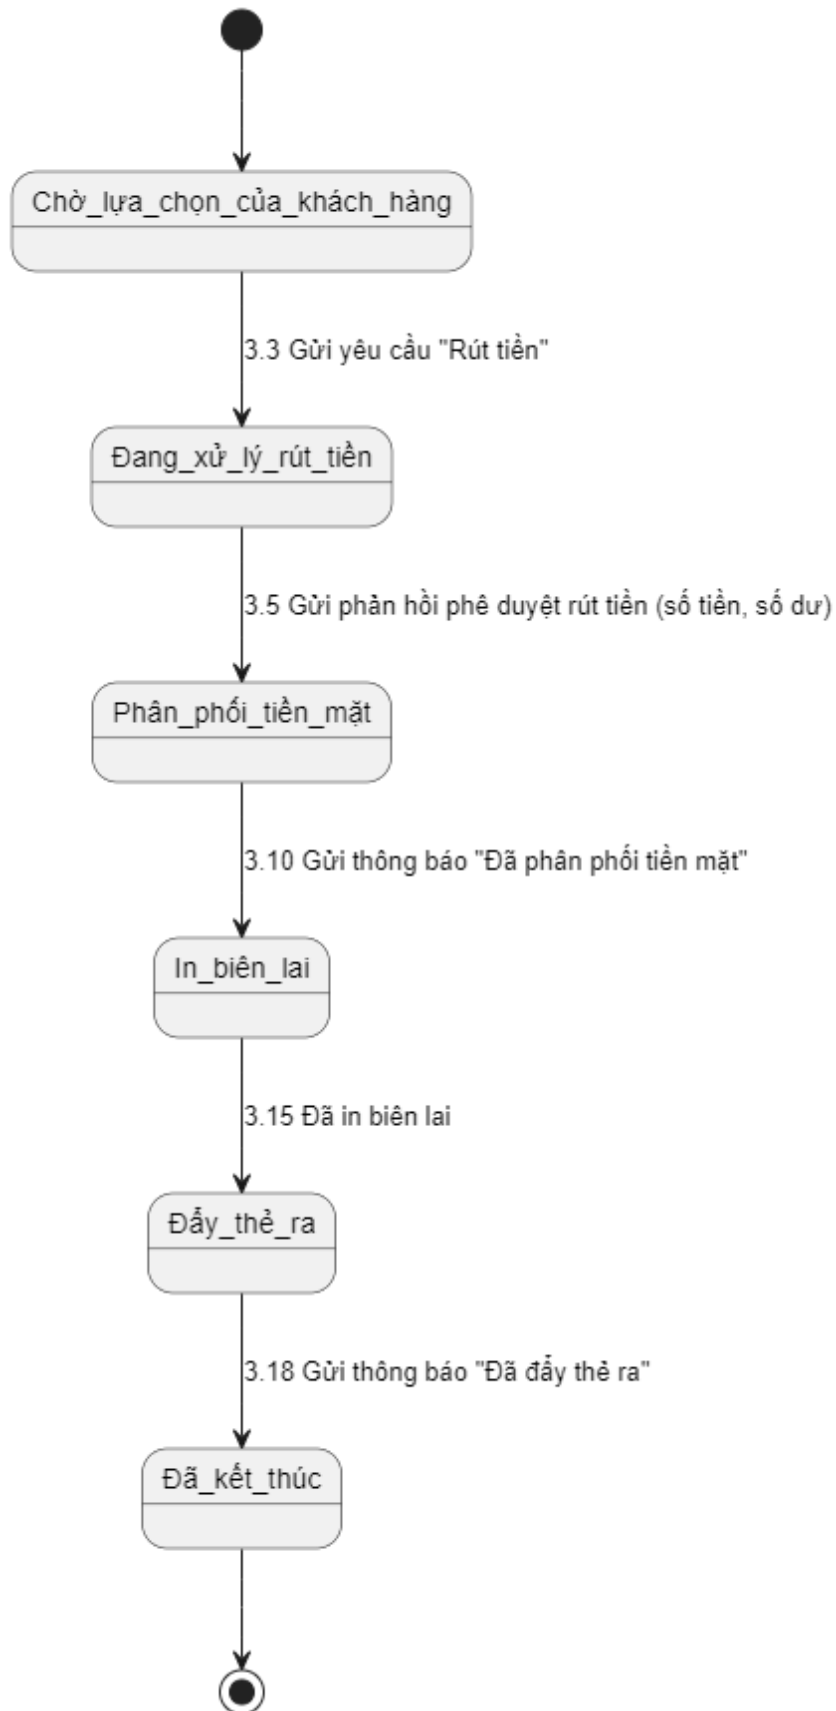 Chờ_lựa_chọn_của_khách_hàng
3.3 Gửi yêu cầu "Rút tiền"
Đang_xử_lý_rút_tiền
3.5 Gửi phản hồi phê duyệt rút tiền (số tiền, số dư)
Phân_phối_tiền_mặt
3.10 Gửi thông báo "Đã phân phối tiền mặt"
In_biên_lai
3.15 Đã in biên lai
Đẩy_thẻ_ra
3.18 Gửi thông báo "Đã đẩy thẻ ra"
Đã_kết_thúc